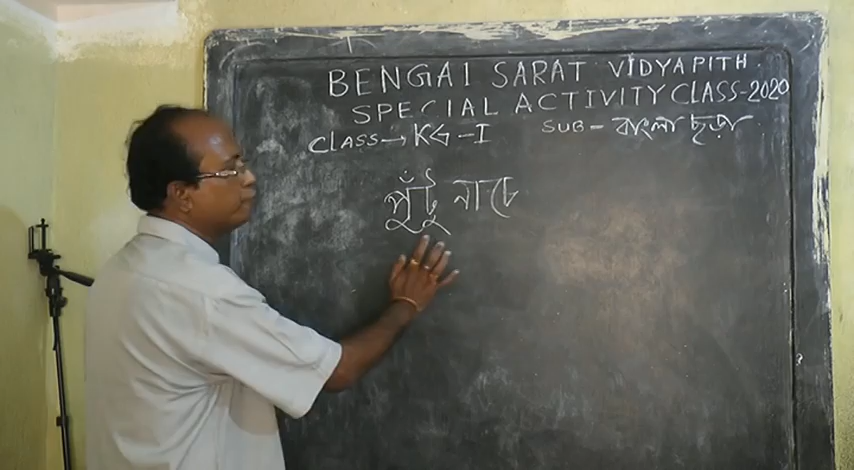 BENGAI SARAT VIDYAPITH.
SPECIAL ACTIVITY CLASS-2020
CLASS→ KG-I SUB- বাংলা ছড়া
পুঁটু নাচে